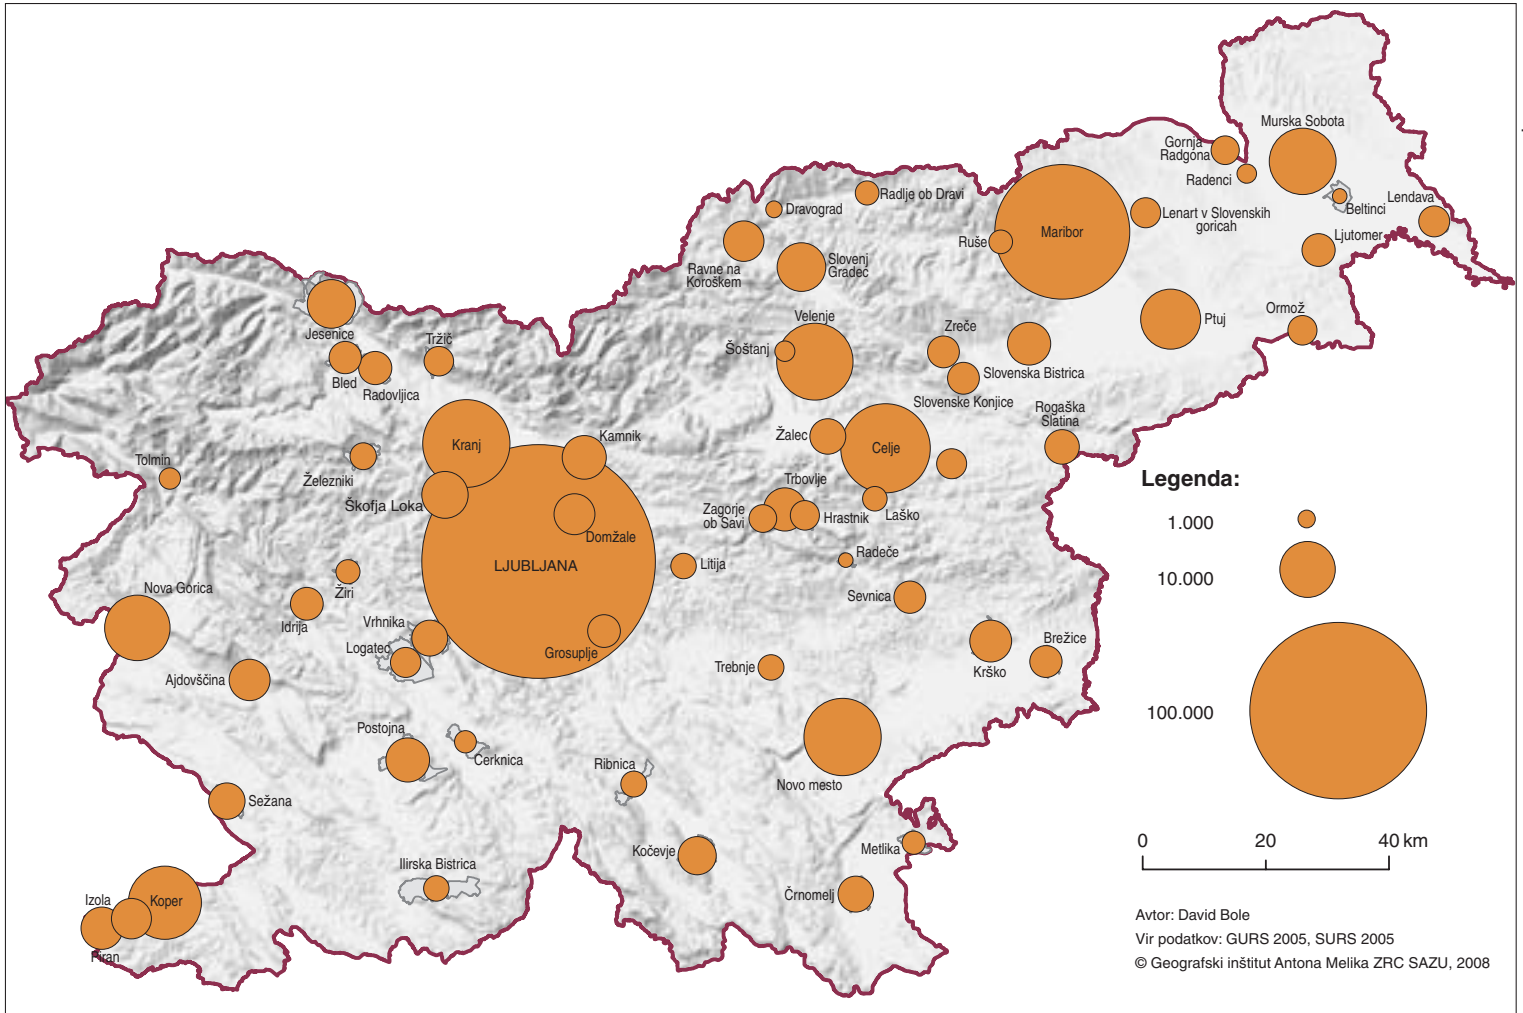 Murska Sobota
Gornja
Radgona
Radenci
Radlje ob Dravi
Lendava
Dravograd
Beltinci
Lenart v Slovenskih
goricah
Maribor
Ljutomer
Ruše
Slovenj
Gradec
Ravne na
Koroškem
Ormož
Velenje
Ptuj
Jesenice
Tržič
Zreče
Šoštanj
Slovenska Bistrica
Bled
Radovljica
Slovenske Konjice
Rogaška
Slatina
Kamnik
Žalec
Kranj
Celje
Tolmin
Železniki
Trbovlje
Legenda:
Škofja Loka
Zagorje
ob Savi
Hrastnik
Laško
1.000
Domžale
Radeče
LJUBLJANA
Litija
10.000
Nova Gorica
Žiri
Sevnica
Idrija
Vrhnika
Brežice
Logatec
Grosuplje
Trebnje
Krško
Ajdovščina
100.000
Postojna
Cerknica
Ribnica
Novo mesto
Sežana
0 20 40 km
Kočevje
Metlika
Ilirska Bistrica
Črnomelj
Izola
Koper
Piran
Avtor: David Bole
Vir podatkov: GURS 2005, SURS 2005
© Geografski inštitut Antona Melika ZRC SAZU, 2008